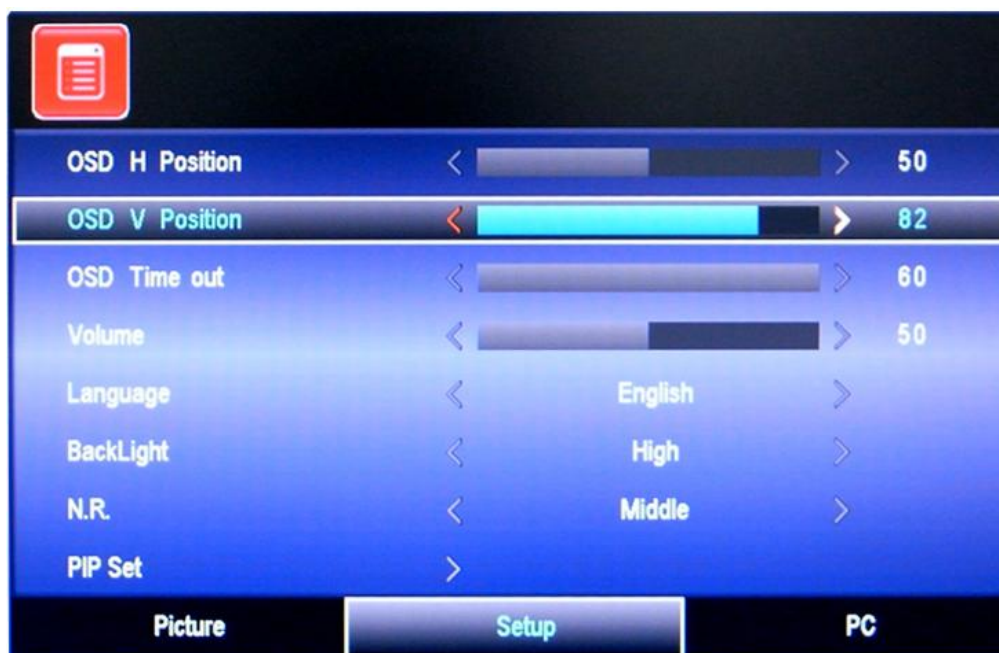 OSD H Position 50
OSD V Position 82
OSD Time out 60
Volume 50
Language English
BackLight High
N.R. Middle
PIP Set
Picture Setup PC